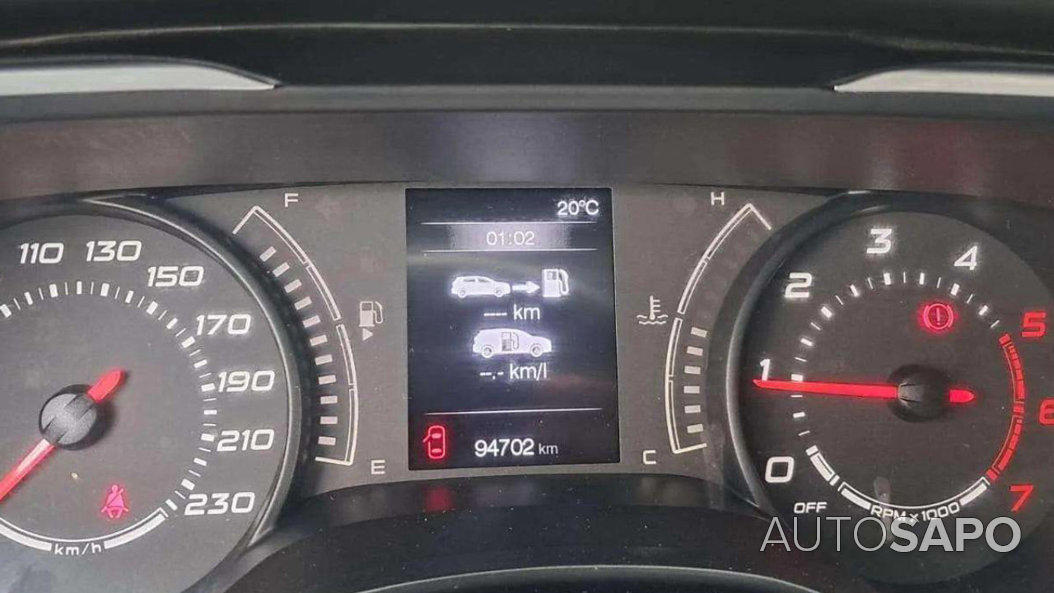 20°C
01:02
---- km
--.- km/l
94702 km
F
E
H
C
110
130
150
170
190
210
230
km/h
OFF
0
1
2
3
4
5
6
7
RPM x1000
AUTOSAPO